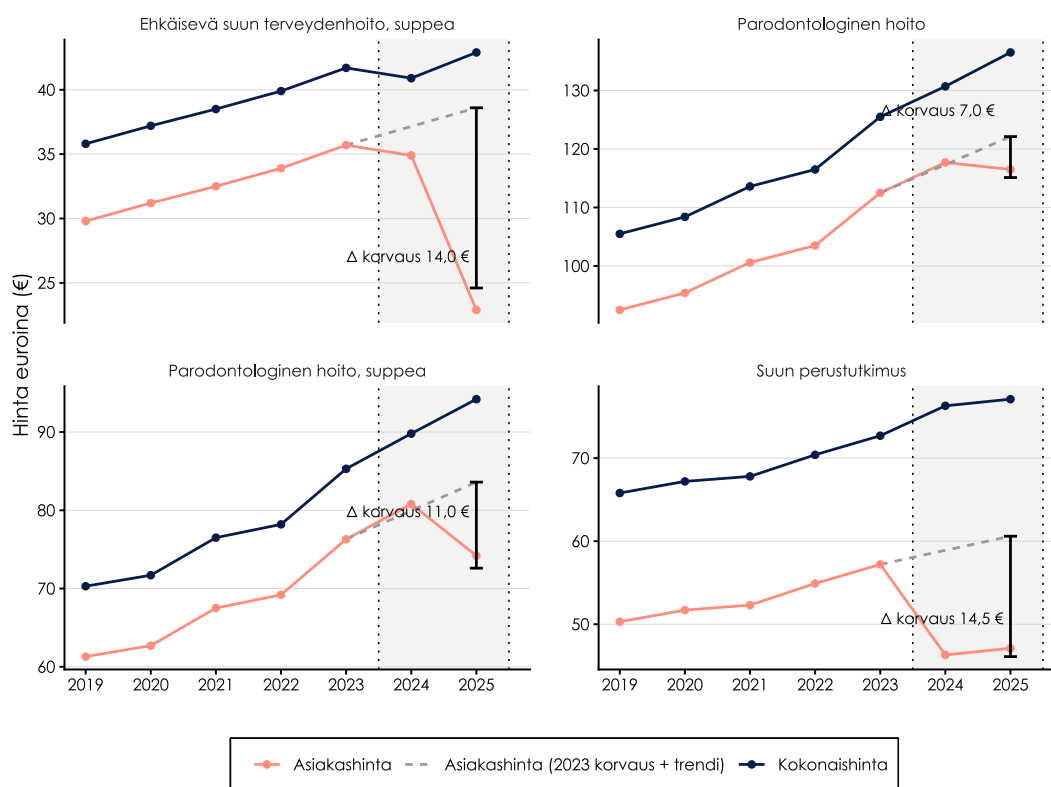 Ehkäisevä suun terveydenhoito, suppea
Parodontologinen hoito
Hinta euroina (€)
40
35
30
25
Δ korvaus 14,0 €
130
120
110
100
Δ korvaus 7,0 €
Parodontologinen hoito, suppea
Suun perustutkimus
90
80
70
60
Δ korvaus 11,0 €
2019 2020 2021 2022 2023 2024 2025
70
60
50
Δ korvaus 14,5 €
2019 2020 2021 2022 2023 2024 2025
Asiakashinta Asiakashinta (2023 korvaus + trendi) Kokonaishinta